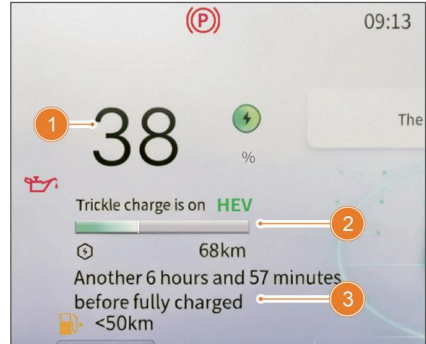 (P)
09:13
1
38
%
The
Trickle charge is on HEV
2
68km
Another 6 hours and 57 minutes
before fully charged
3
<50km